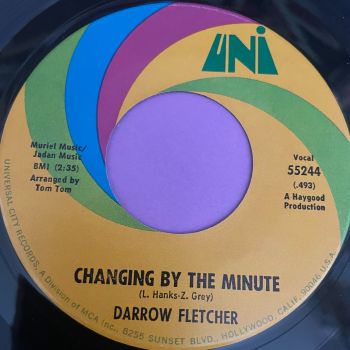 UNI
Muriel Music/
Jadan Music
BMI (2:35)
Arranged by
Tom Tom
Vocal
55244
(.493)
A Haygood
Production
CHANGING BY THE MINUTE
(L. Hanks-Z. Grey)
DARROW FLETCHER
UNIVERSAL CITY RECORDS, A Division of MCA Inc., 8255 SUNSET BLVD., HOLLYWOOD, CALIF. 90046 U.S.A.